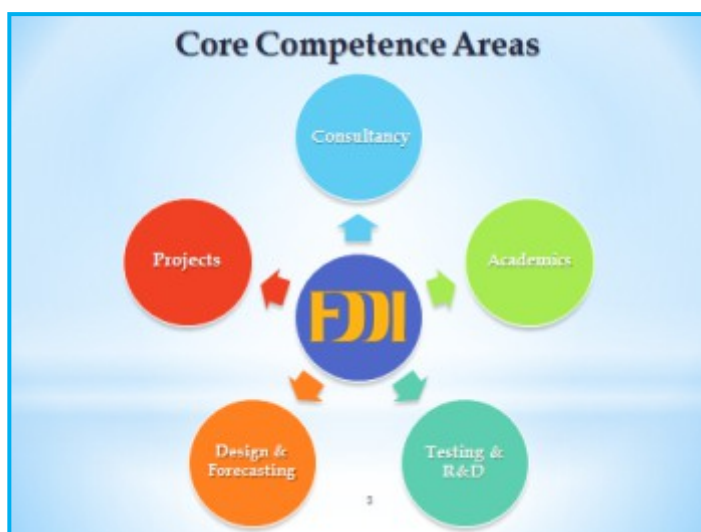 Core Competence Areas
Consultancy
Projects
Academics
FDDI
Design &
Forecasting
Testing &
R&D
3